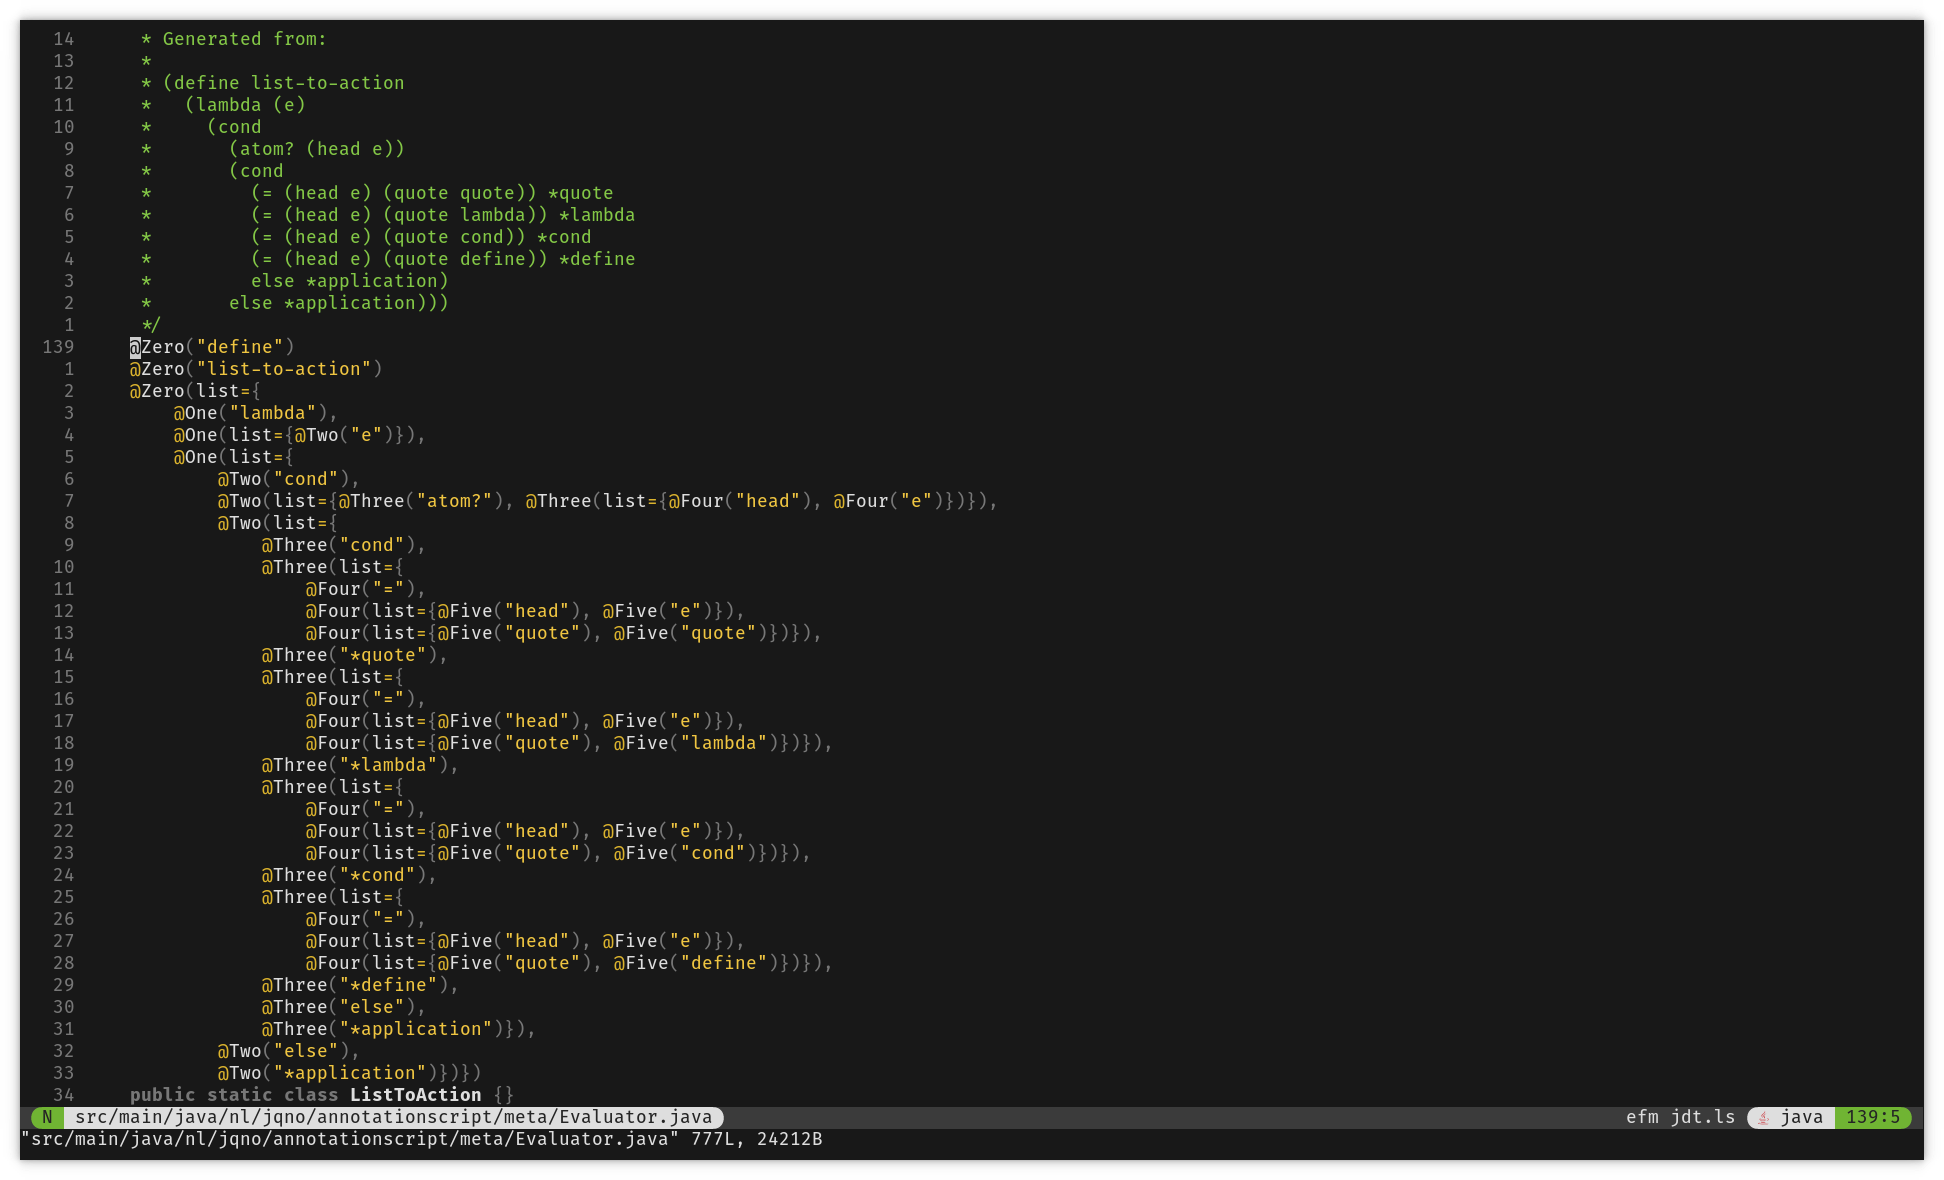 14      * Generated from:
13      *
12      * (define list-to-action
11      *   (lambda (e)
10      *     (cond
 9      *       (atom? (head e))
 8      *       (cond
 7      *         (= (head e) (quote quote)) *quote
 6      *         (= (head e) (quote lambda)) *lambda
 5      *         (= (head e) (quote cond)) *cond
 4      *         (= (head e) (quote define)) *define
 3      *         else *application)
 2      *       else *application)))
 1      */
139     @Zero("define")
 1     @Zero("list-to-action")
 2     @Zero(list={
 3         @One("lambda"),
 4         @One(list={@Two("e")}),
 5         @One(list={
 6             @Two("cond"),
 7             @Two(list={@Three("atom?"), @Three(list={@Four("head"), @Four("e")})}),
 8             @Two(list={
 9                 @Three("cond"),
10                 @Three(list={
11                     @Four("="),
12                     @Four(list={@Five("head"), @Five("e")}),
13                     @Four(list={@Five("quote"), @Five("quote")})}),
14                 @Three("*quote"),
15                 @Three(list={
16                     @Four("="),
17                     @Four(list={@Five("head"), @Five("e")}),
18                     @Four(list={@Five("quote"), @Five("lambda")})}),
19                 @Three("*lambda"),
20                 @Three(list={
21                     @Four("="),
22                     @Four(list={@Five("head"), @Five("e")}),
23                     @Four(list={@Five("quote"), @Five("cond")})}),
24                 @Three("*cond"),
25                 @Three(list={
26                     @Four("="),
27                     @Four(list={@Five("head"), @Five("e")}),
28                     @Four(list={@Five("quote"), @Five("define")})}),
29                 @Three("*define"),
30                 @Three("else"),
31                 @Three("*application")}),
32             @Two("else"),
33             @Two("*application")})})
34     public static class ListToAction {}
N src/main/java/nl/jqno/annotationscript/meta/Evaluator.java efm jdt.ls java 139:5
"src/main/java/nl/jqno/annotationscript/meta/Evaluator.java" 777L, 24212B